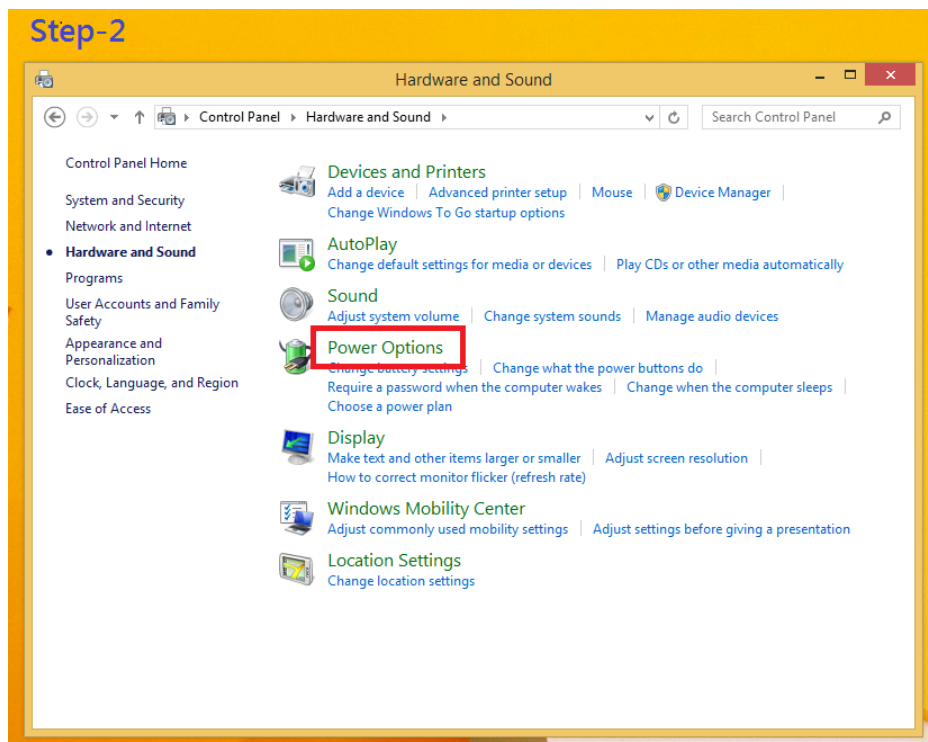 Step-2
Hardware and Sound
Control Panel Hardware and Sound
Search Control Panel
Control Panel Home
System and Security
Network and Internet
Hardware and Sound
Programs
User Accounts and Family
Safety
Appearance and
Personalization
Clock, Language, and Region
Ease of Access
Devices and Printers
Add a device Advanced printer setup Mouse Device Manager
Change Windows To Go startup options
AutoPlay
Change default settings for media or devices Play CDs or other media automatically
Sound
Adjust system volume Change system sounds Manage audio devices
Power Options
Change battery settings Change what the power buttons do
Require a password when the computer wakes Change when the computer sleeps
Choose a power plan
Display
Make text and other items larger or smaller Adjust screen resolution
How to correct monitor flicker (refresh rate)
Windows Mobility Center
Adjust commonly used mobility settings Adjust settings before giving a presentation
Location Settings
Change location settings